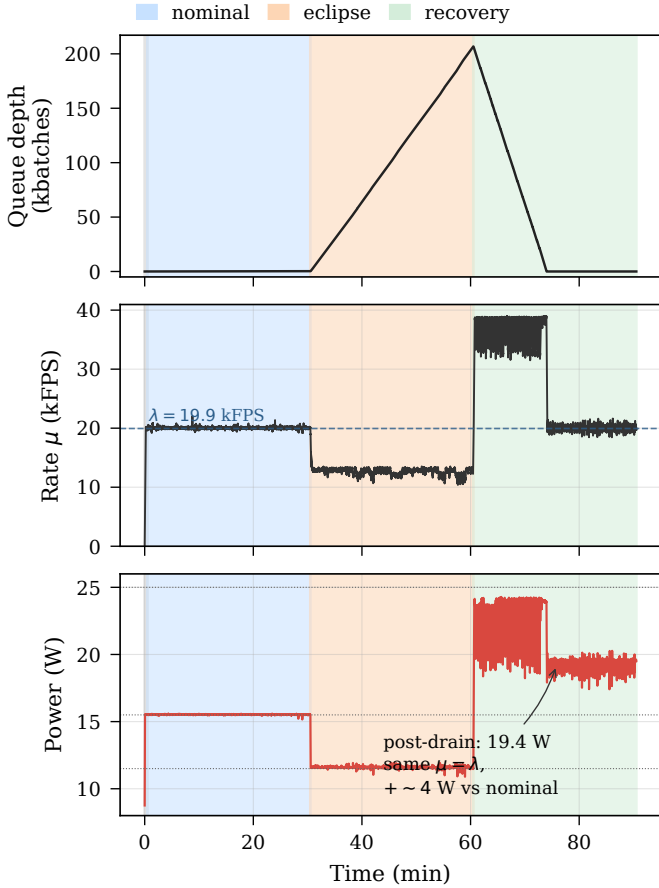 nominal eclipse recovery
Queue depth
(kbatches)
200
150
100
50
0
Rate μ (kFPS)
40
30
20
10
0
λ = 19.9 kFPS
Power (W)
25
20
15
10
post-drain: 19.4 W
same μ = λ,
+ ∼ 4 W vs nominal
0 20 40 60 80
Time (min)